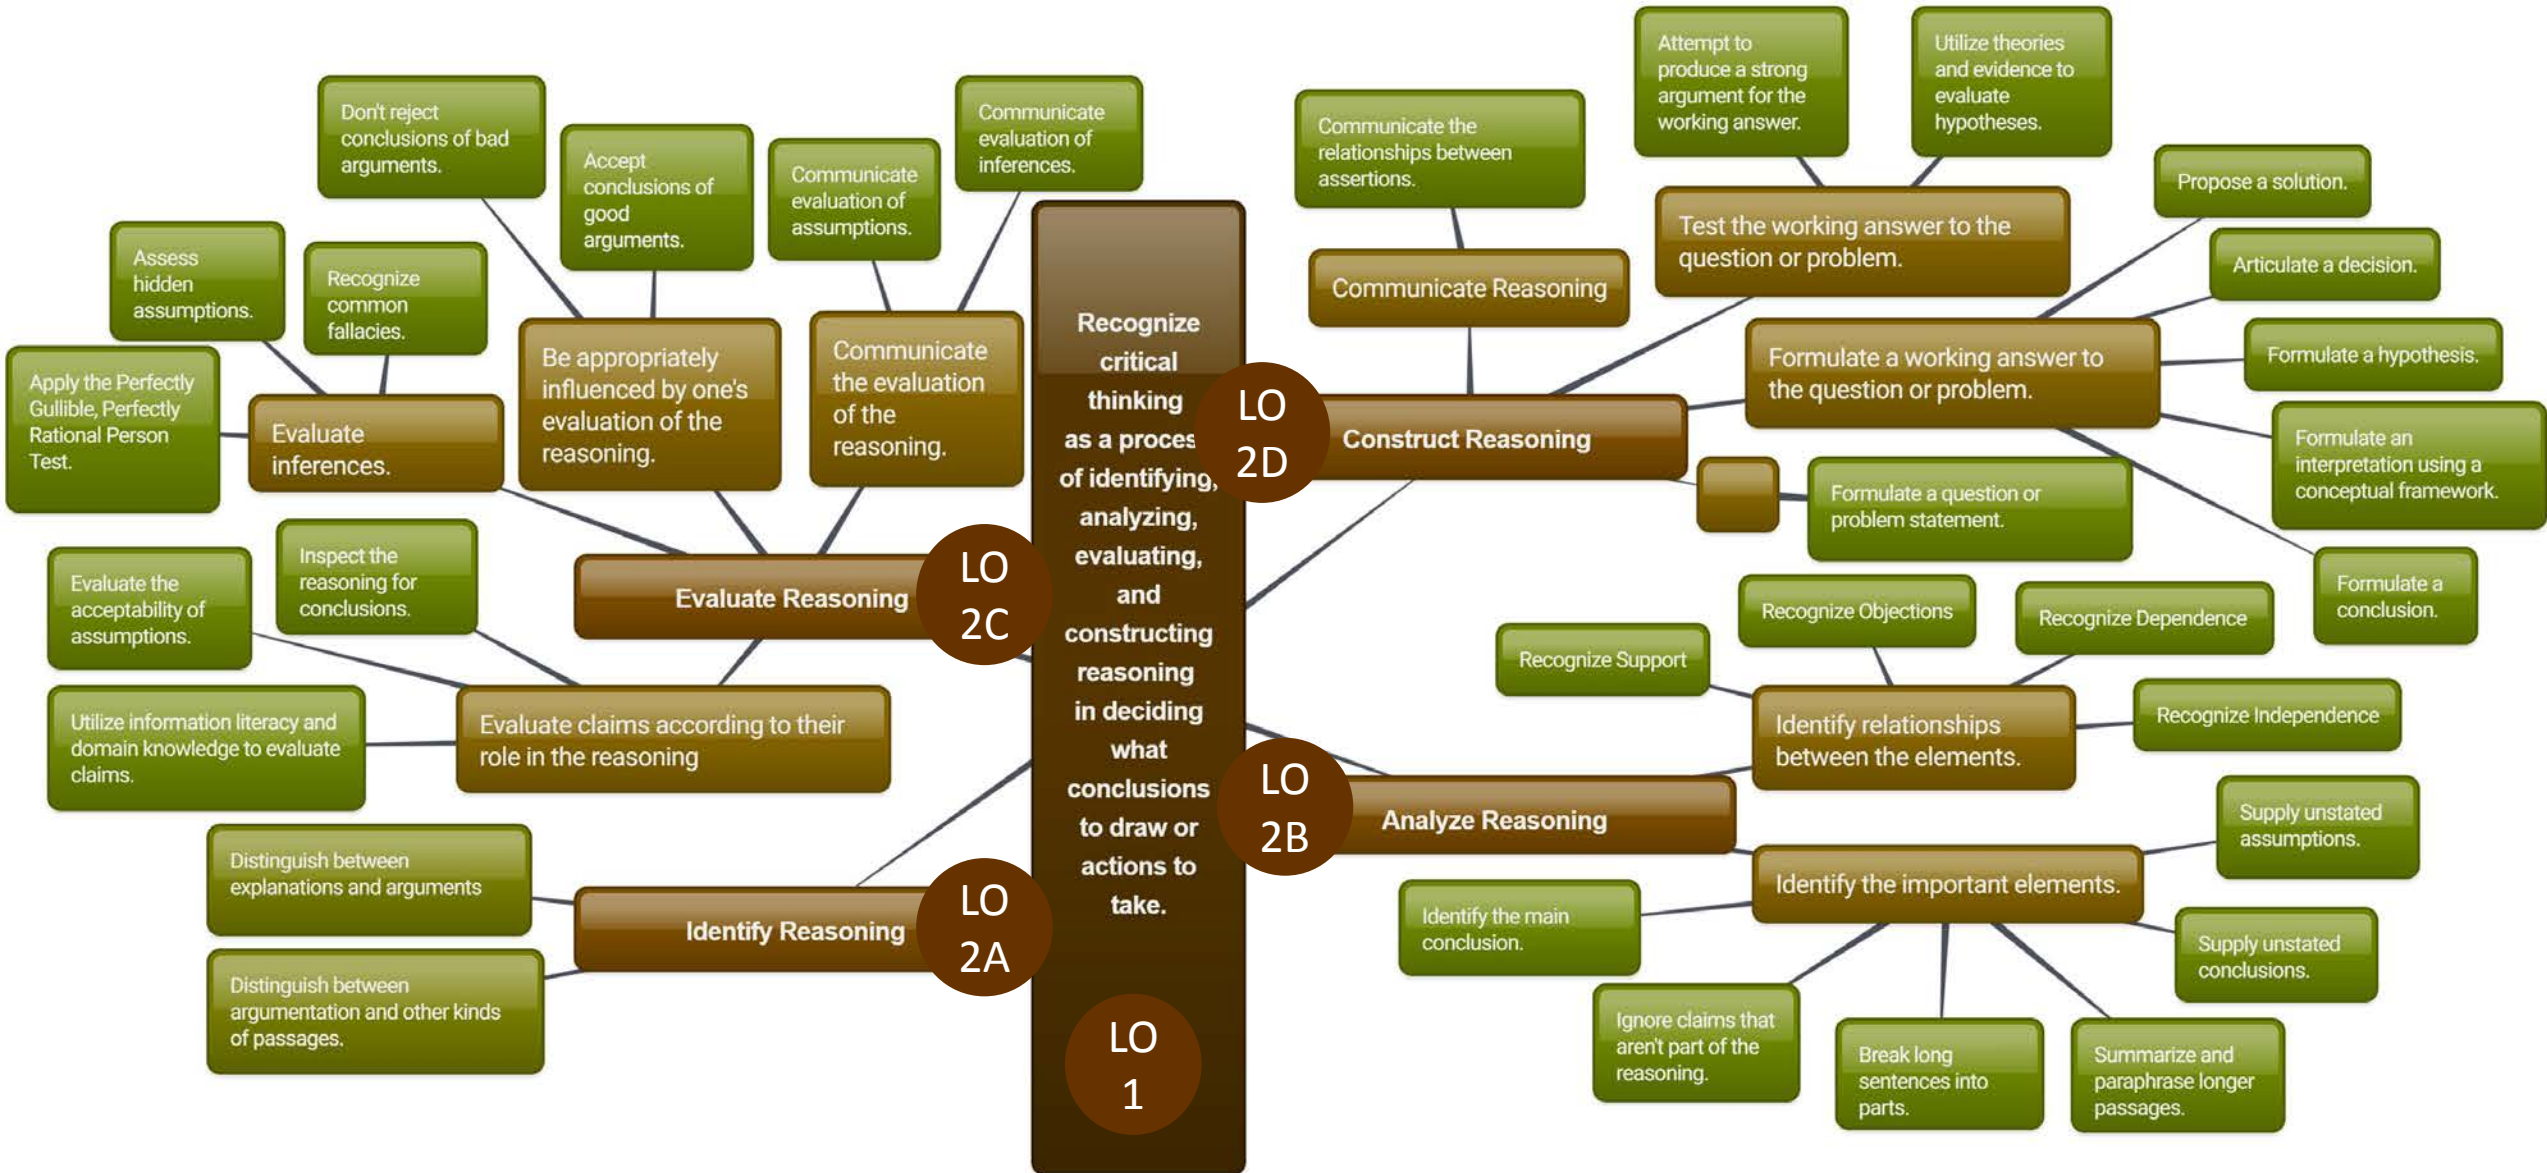 Don't reject
conclusions of bad
arguments.
Accept
conclusions of
good
arguments.
Communicate
evaluation of
assumptions.
Communicate
evaluation of
inferences.
Assess
hidden
assumptions.
Recognize
common
fallacies.
Apply the Perfectly
Gullible, Perfectly
Rational Person
Test.
Evaluate
inferences.
Be appropriately
influenced by one's
evaluation of the
reasoning.
Communicate
the evaluation
of the
reasoning.
Evaluate Reasoning
LO
2C
Inspect the
reasoning for
conclusions.
Evaluate the
acceptability of
assumptions.
Utilize information literacy and
domain knowledge to evaluate
claims.
Evaluate claims according to their
role in the reasoning
Distinguish between
explanations and arguments
Distinguish between
argumentation and other kinds
of passages.
Identify Reasoning
LO
2A
Recognize
critical
thinking
as a proces
of identifying,
analyzing,
evaluating,
and
constructing
reasoning
in deciding
what
conclusions
to draw or
actions to
take.
LO
1
Communicate the
relationships between
assertions.
Communicate Reasoning
Attempt to
produce a strong
argument for the
working answer.
Utilize theories
and evidence to
evaluate
hypotheses.
Test the working answer to the
question or problem.
Propose a solution.
Articulate a decision.
Formulate a hypothesis.
Formulate an
interpretation using a
conceptual framework.
Formulate a
conclusion.
Formulate a working answer to
the question or problem.
LO
2D
Construct Reasoning
Formulate a question or
problem statement.
Recognize Support
Recognize Objections
Recognize Dependence
Recognize Independence
Identify relationships
between the elements.
LO
2B
Analyze Reasoning
Identify the important elements.
Supply unstated
assumptions.
Supply unstated
conclusions.
Identify the main
conclusion.
Ignore claims that
aren't part of the
reasoning.
Break long
sentences into
parts.
Summarize and
paraphrase longer
passages.